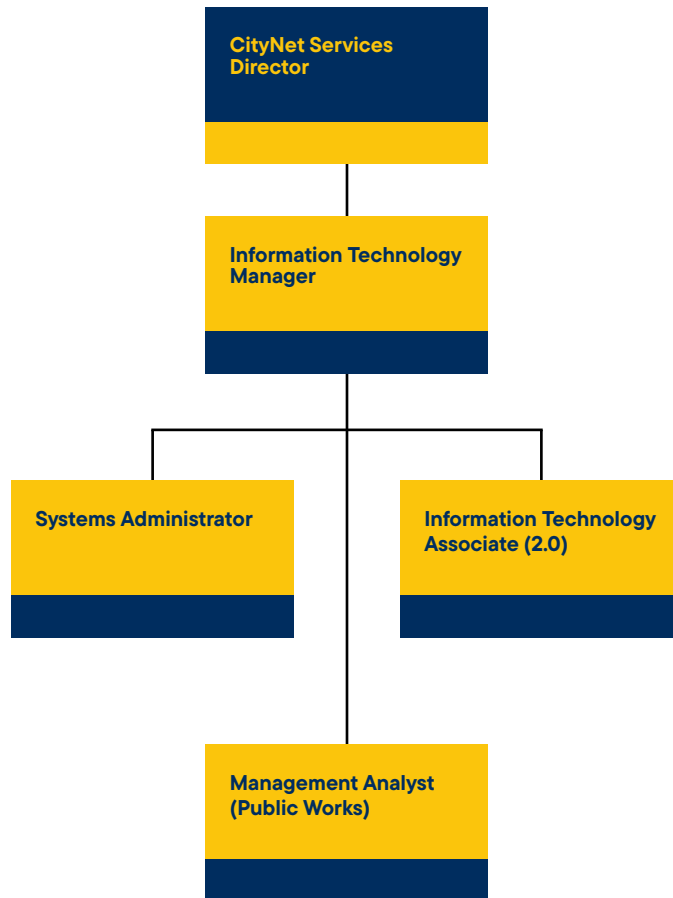 CityNet Services
Director
Information Technology
Manager
Systems Administrator
Information Technology
Associate (2.0)
Management Analyst
(Public Works)